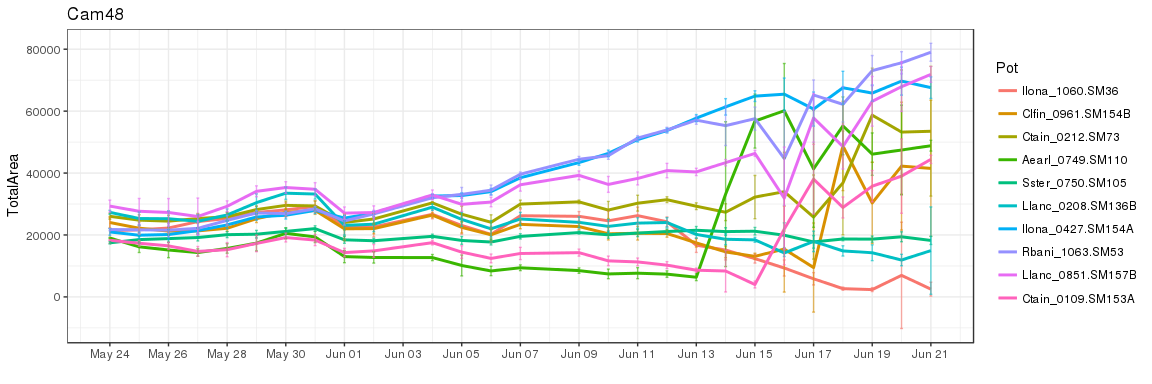 Cam48
TotalArea
80000
60000
40000
20000
0
May 24 May 26 May 28 May 30 Jun 01 Jun 03 Jun 05 Jun 07 Jun 09 Jun 11 Jun 13 Jun 15 Jun 17 Jun 19 Jun 21
Pot
Ilona_1060.SM36
Clfin_0961.SM154B
Ctain_0212.SM73
Aearl_0749.SM110
Sster_0750.SM105
Llanc_0208.SM136B
Ilona_0427.SM154A
Rbani_1063.SM53
Llanc_0851.SM157B
Ctain_0109.SM153A